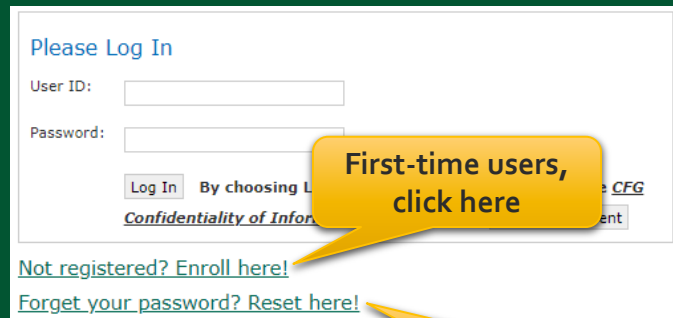 Please Log In
User ID:
Password:
First-time users,
click here
Log In By choosing L CFG
Confidentiality of Infor ent
Not registered? Enroll here!
Forget your password? Reset here!